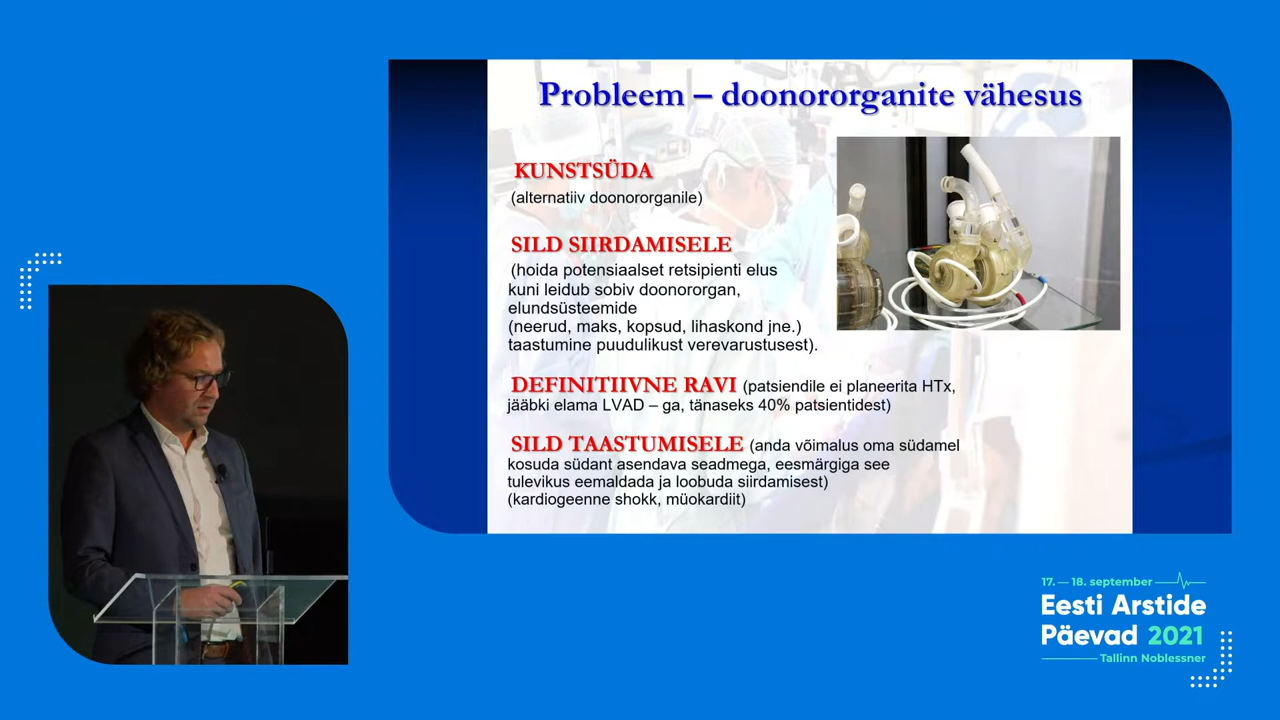 Probleem – doonororganite vähesus
KUNSTSÜDA
(alternatiiv doonororganile)
SILD SIIRDAMISELE
(hoida potensiaalset retsipienti elus
kuni leidub sobiv doonororgan,
elundsüsteemide
(neerud, maks, kopsud, lihaskond jne.)
taastumine puudulikust verevarustusest).
DEFINITIIVNE RAVI (patsiendile ei planeerita HTx,
jääbki elama LVAD – ga, tänaseks 40% patsientidest)
SILD TAASTUMISELE (anda võimalus oma südamel
kosuda südant asendava seadmega, eesmärgiga see
tulevikus eemaldada ja loobuda siirdamisest)
(kardiogeenne shokk, müokardiit)
17. — 18. september
Eesti Arstide
Päevad 2021
Tallinn Noblessner